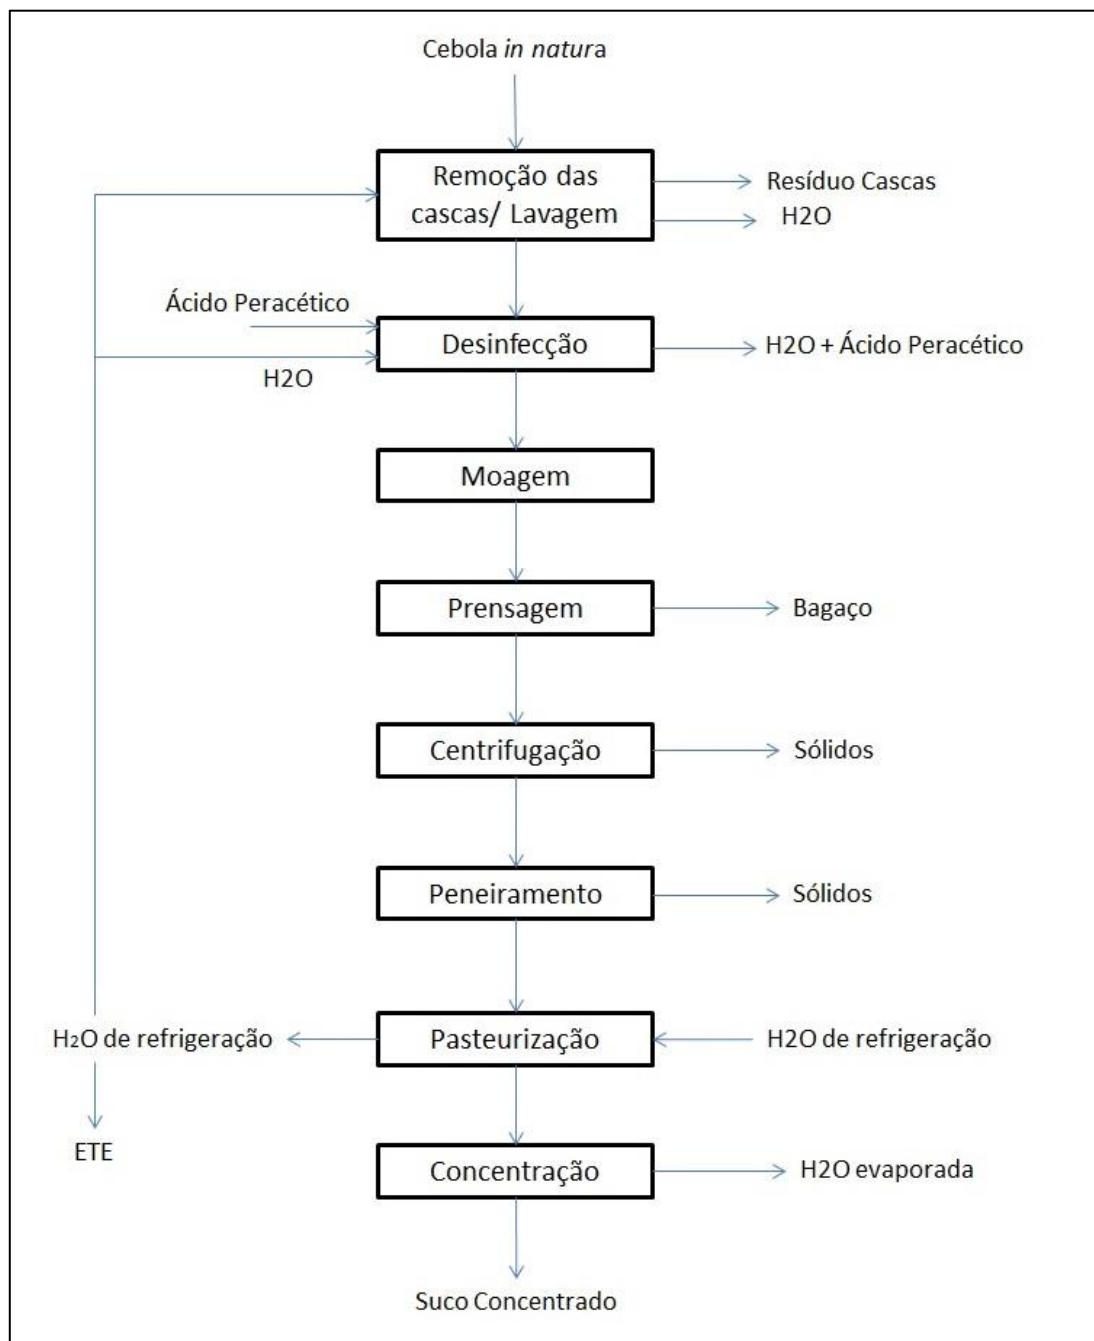 Cebola in natura
Remoção das
cascas/ Lavagem
Resíduo Cascas
H2O
Ácido Peracético
Desinfecção
H2O + Ácido Peracético
H2O
Moagem
Prensagem
Bagaço
Centrifugação
Sólidos
Peneiramento
Sólidos
H₂O de refrigeração
Pasteurização
H2O de refrigeração
ETE
Concentração
H2O evaporada
Suco Concentrado